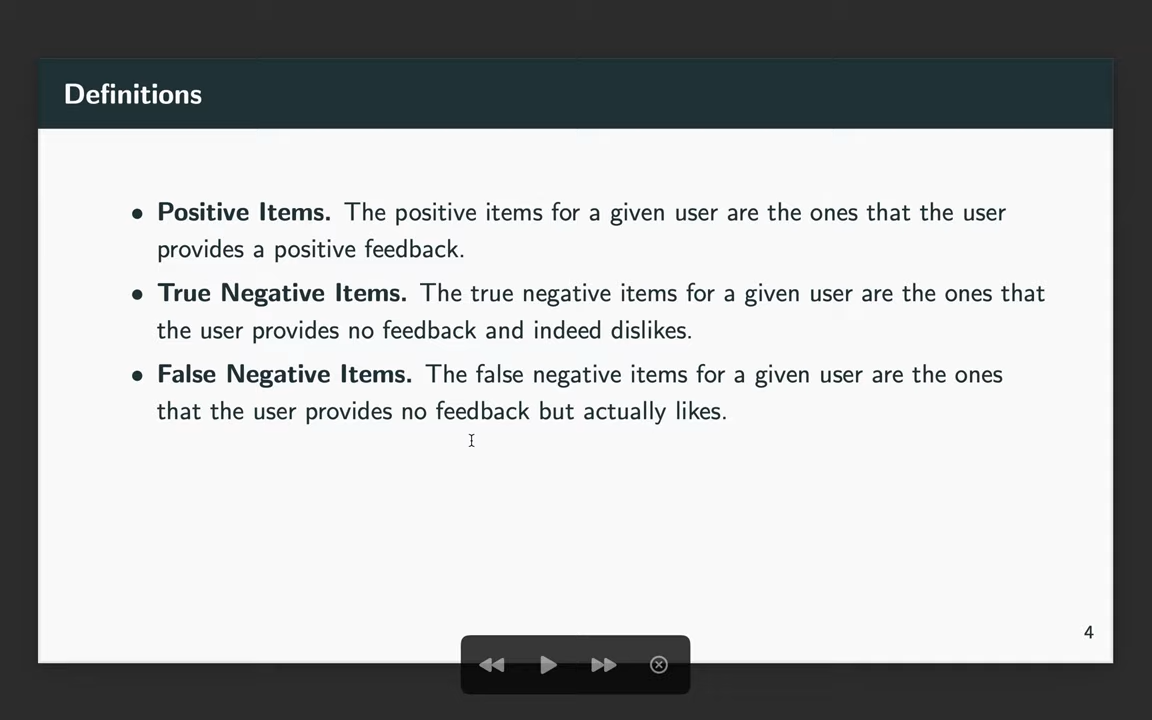 Definitions
• Positive Items. The positive items for a given user are the ones that the user
provides a positive feedback.
• True Negative Items. The true negative items for a given user are the ones that
the user provides no feedback and indeed dislikes.
• False Negative Items. The false negative items for a given user are the ones
that the user provides no feedback but actually likes.
4